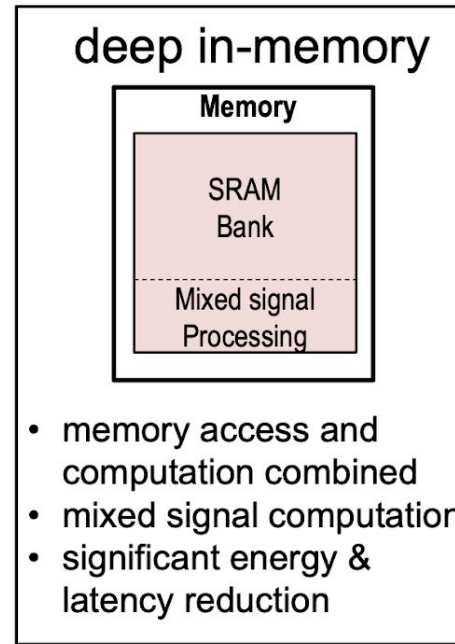 deep in-memory
Memory
SRAM
Bank
Mixed signal
Processing
• memory access and
computation combined
• mixed signal computation
• significant energy &
latency reduction